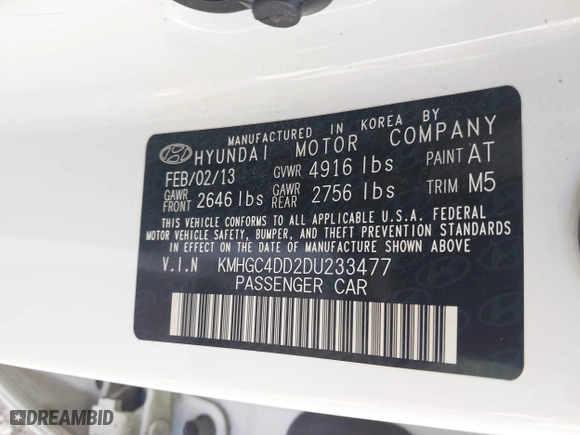 MANUFACTURED IN KOREA BY
HYUNDAI MOTOR COMPANY
FEB/02/13 GVWR 4916 lbs PAINT AT
GAWR FRONT 2646 lbs GAWR REAR 2756 lbs TRIM M5
THIS VEHICLE CONFORMS TO ALL APPLICABLE U.S.A. FEDERAL
MOTOR VEHICLE SAFETY, BUMPER, AND THEFT PREVENTION STANDARDS
IN EFFECT ON THE DATE OF MANUFACTURE SHOWN ABOVE
V.I.N KMHGC4DD2DU233477
PASSENGER CAR
DREAMBID